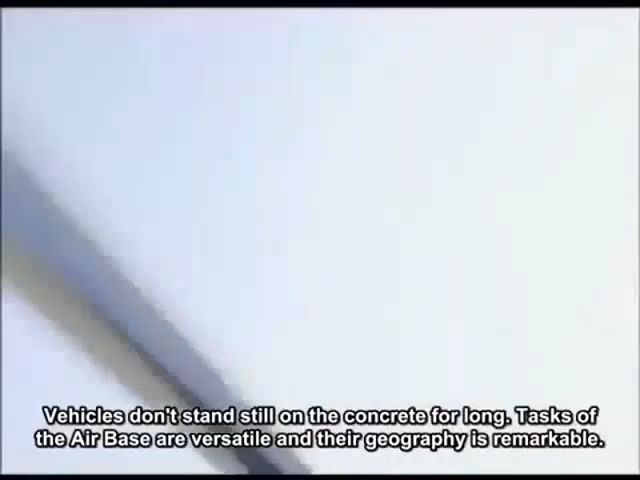 Vehicles don't stand still on the concrete for long. Tasks of
the Air Base are versatile and their geography is remarkable.